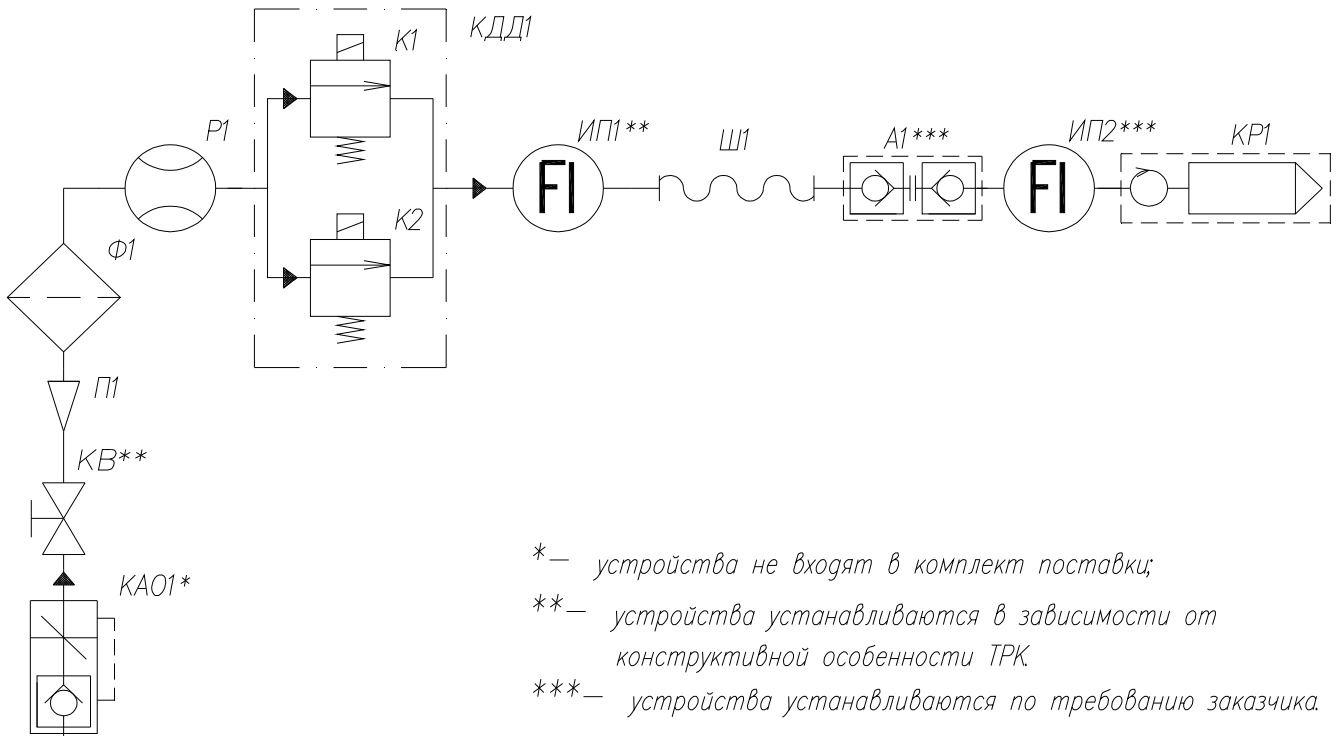 К1
КДД1
Р1
ИП1**
Ш1
А1***
ИП2***
КР1
FI
FI
К2
Ф1
П1
КВ**
КАО1*
*— устройства не входят в комплект поставки;
**— устройства устанавливаются в зависимости от
конструктивной особенности ТРК.
***— устройства устанавливаются по требованию заказчика.